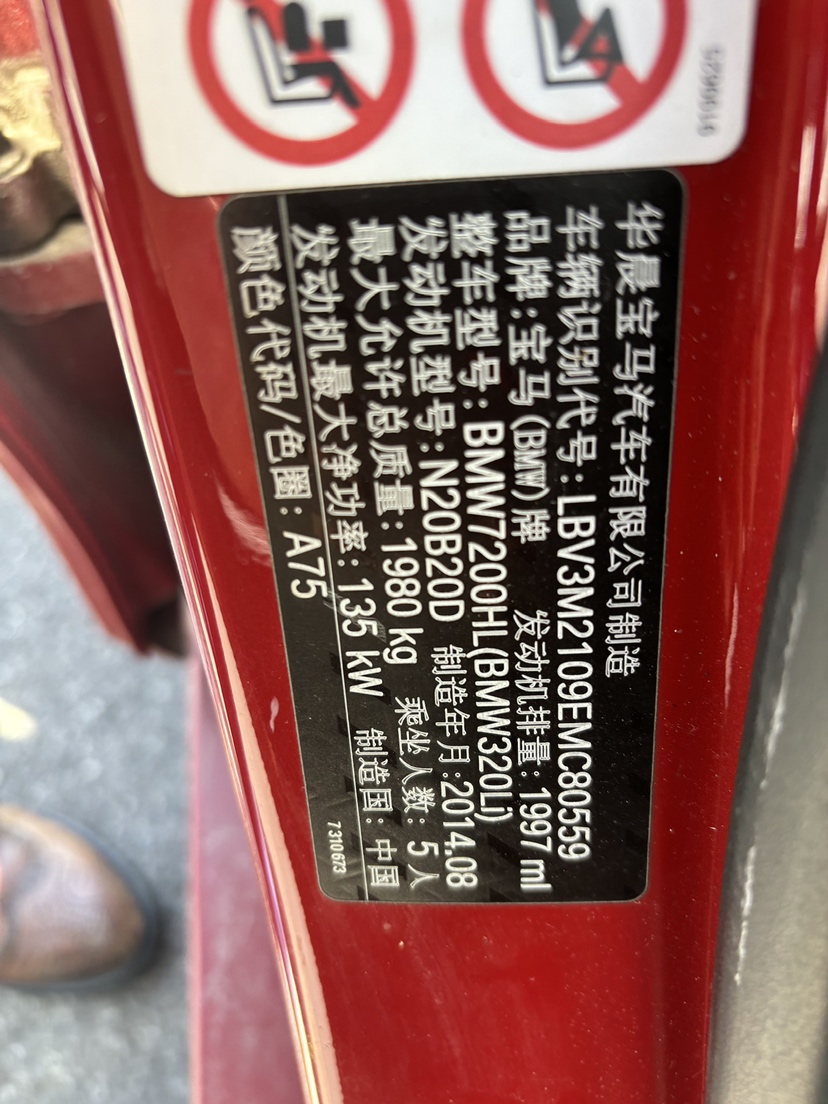 5290016
华晨宝马汽车有限公司制造
车辆识别代号:LBV3M2109EMC80559
品牌:宝马(BMW)牌 发动机排量:1997 ml
整车型号:BMW7200HL(BMW320Li)
发动机型号:N20B20D 制造年月:2014.08
最大允许总质量:1980 kg 乘坐人数:5人
发动机最大净功率:135 kW 制造国:中国
颜色代码/色圈:A75
7310673